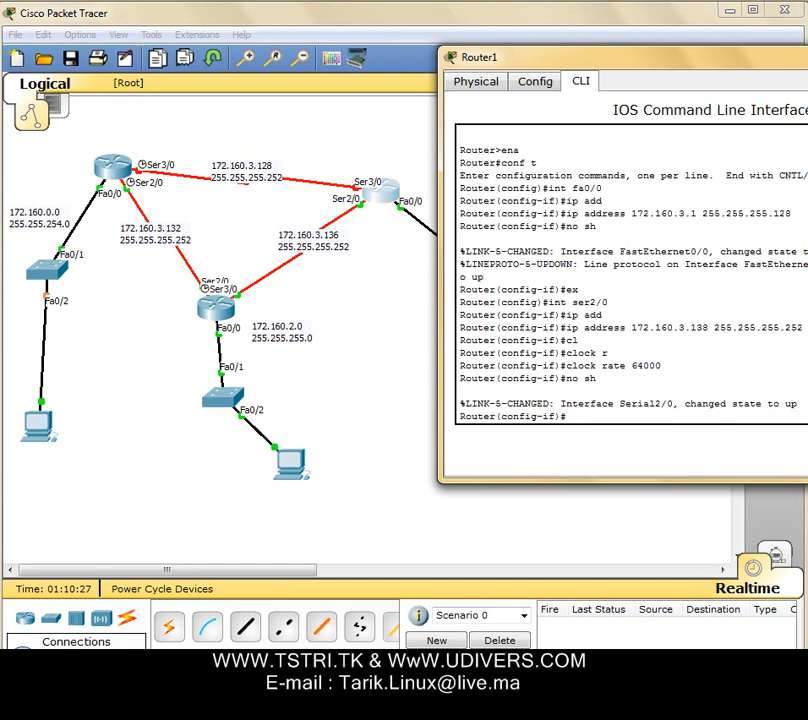 Cisco Packet Tracer
File Edit Options View Tools Extensions Help
Logical
[Root]
Router1
Physical Config CLI
IOS Command Line Interface
Router>ena
Router#conf t
Enter configuration commands, one per line. End with CNTL/
Router(config)#int fa0/0
Router(config-if)#ip add
Router(config-if)#ip address 172.160.3.1 255.255.255.128
Router(config-if)#no sh
%LINK-5-CHANGED: Interface FastEthernet0/0, changed state t
%LINEPROTO-5-UPDOWN: Line protocol on Interface FastEtherne
o up
Router(config-if)#ex
Router(config)#int ser2/0
Router(config-if)#ip add
Router(config-if)#ip address 172.160.3.138 255.255.255.252
Router(config-if)#cl
Router(config-if)#clock r
Router(config-if)#clock rate 64000
Router(config-if)#no sh
%LINK-5-CHANGED: Interface Serial2/0, changed state to up
Router(config-if)#
Ser3/0
Ser2/0
Fa0/0
172.160.3.128
255.255.255.252
Ser3/0
Ser2/0
Fa0/0
172.160.0.0
255.255.254.0
172.160.3.132
255.255.255.252
172.160.3.136
255.255.255.252
Fa0/1
Fa0/2
Ser2/0
Ser3/0
Fa0/0
172.160.2.0
255.255.255.0
Fa0/1
Fa0/2
Time: 01:10:27
Power Cycle Devices
Realtime
Connections
Scenario 0
New
Delete
Fire Last Status Source Destination Type C
WWW.TSTRI.TK & WwW.UDIVERS.COM
E-mail : Tarik.Linux@live.ma